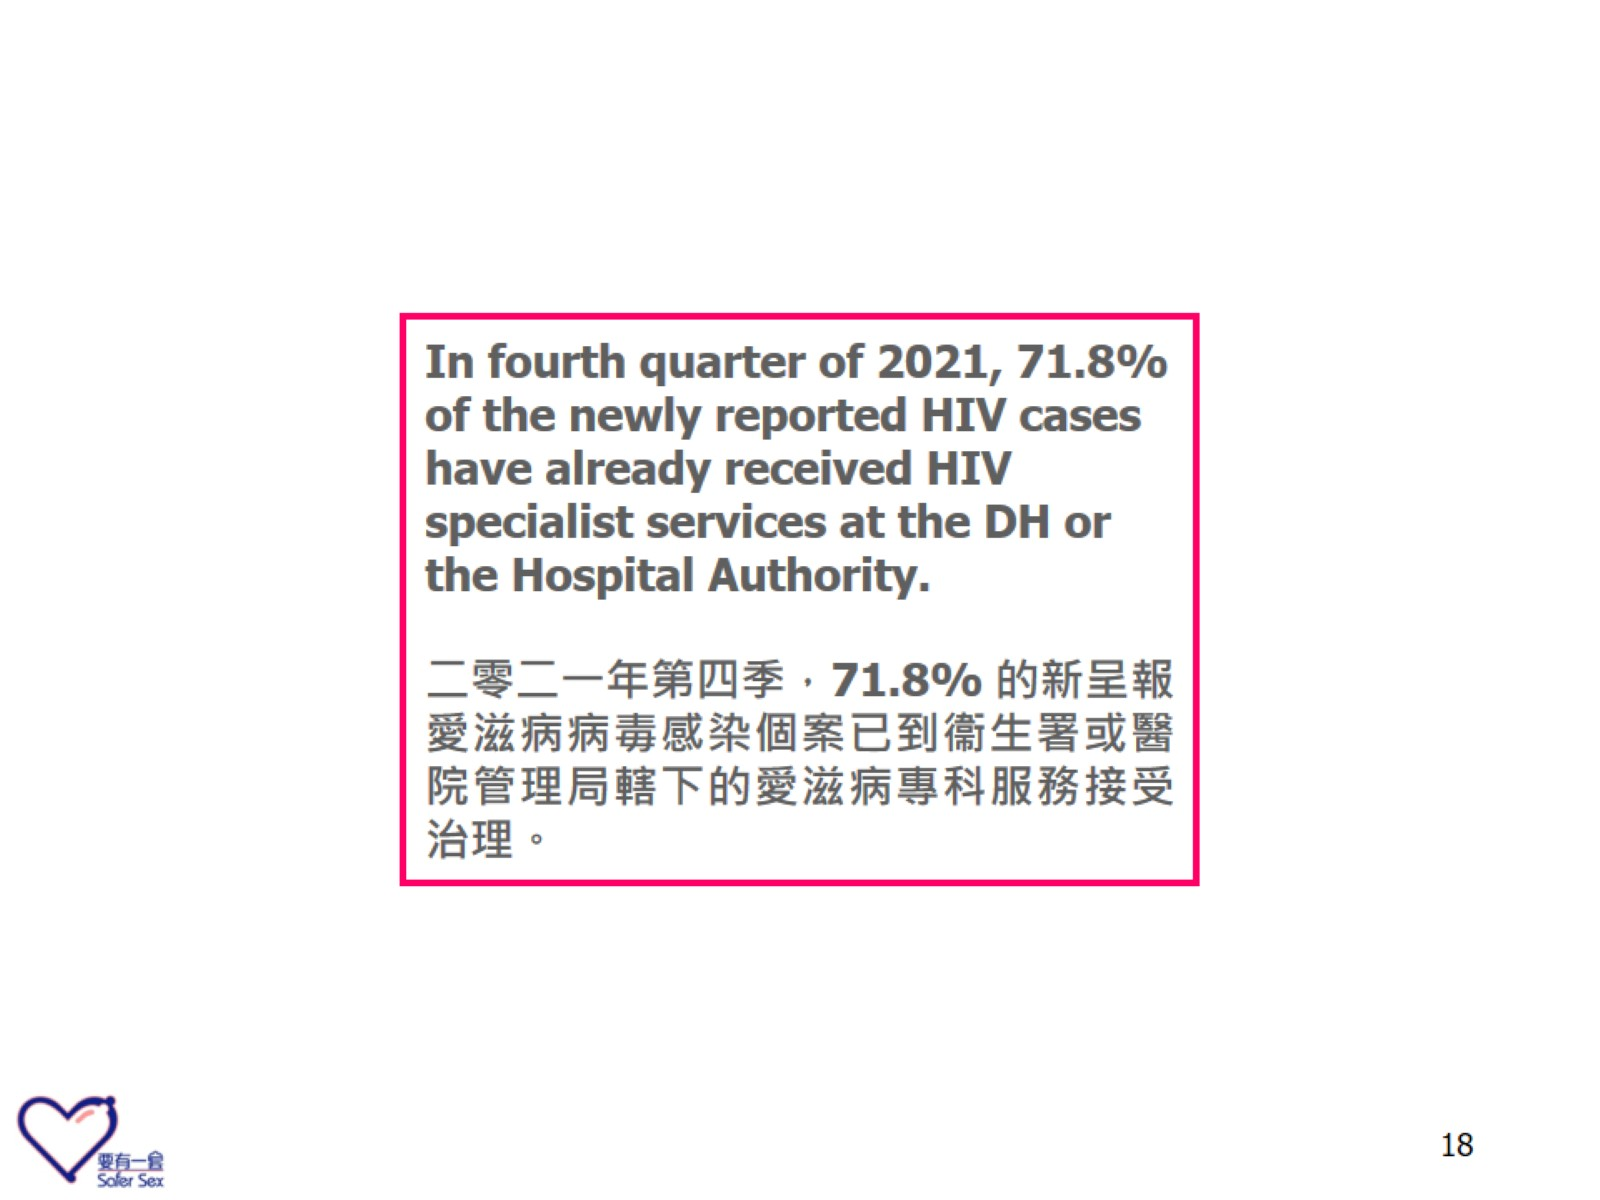 In fourth quarter of 2021, 71.8%
of the newly reported HIV cases
have already received HIV
specialist services at the DH or
the Hospital Authority.
二零二一年第四季，71.8% 的新呈報
愛滋病病毒感染個案已到衞生署或醫
院管理局轄下的愛滋病專科服務接受
治理。
要有一套
Safer Sex
18